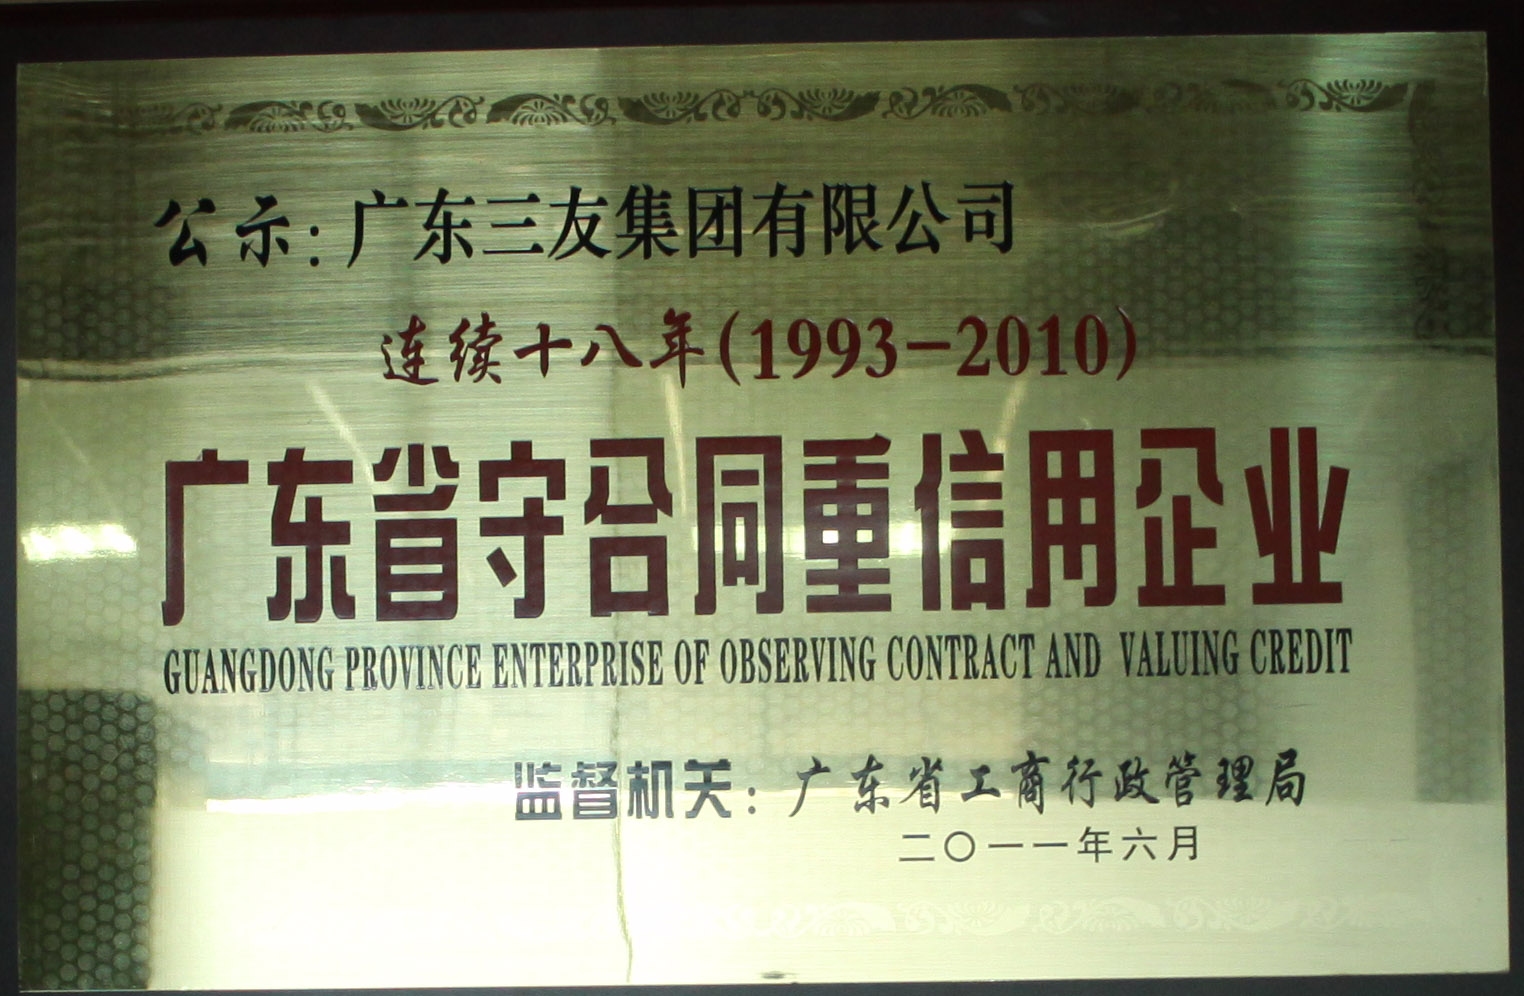 公示:广东三友集团有限公司
连续十八年(1993-2010)
广东省守合同重信用企业
GUANGDONG PROVINCE ENTERPRISE OF OBSERVING CONTRACT AND VALUING CREDIT
监督机关:广东省工商行政管理局
二〇一一年六月